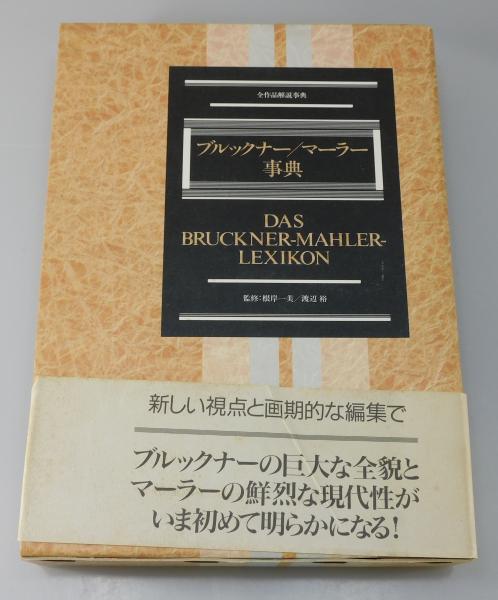 全作品解説事典
ブルックナー/マーラー
事典
DAS
BRUCKNER-MAHLER-
LEXIKON
監修:根岸一美/渡辺 裕
新しい視点と画期的な編集で
ブルックナーの巨大な全貌と
マーラーの鮮烈な現代性が
いま初めて明らかになる!